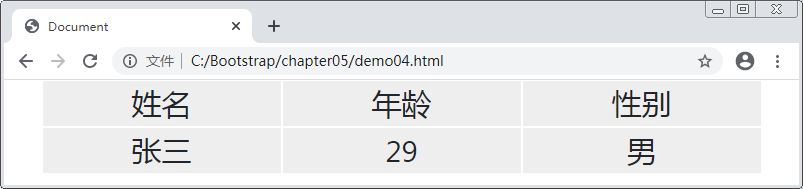 Document
文件 C:/Bootstrap/chapter05/demo04.html
姓名 年龄 性别
张三 29 男